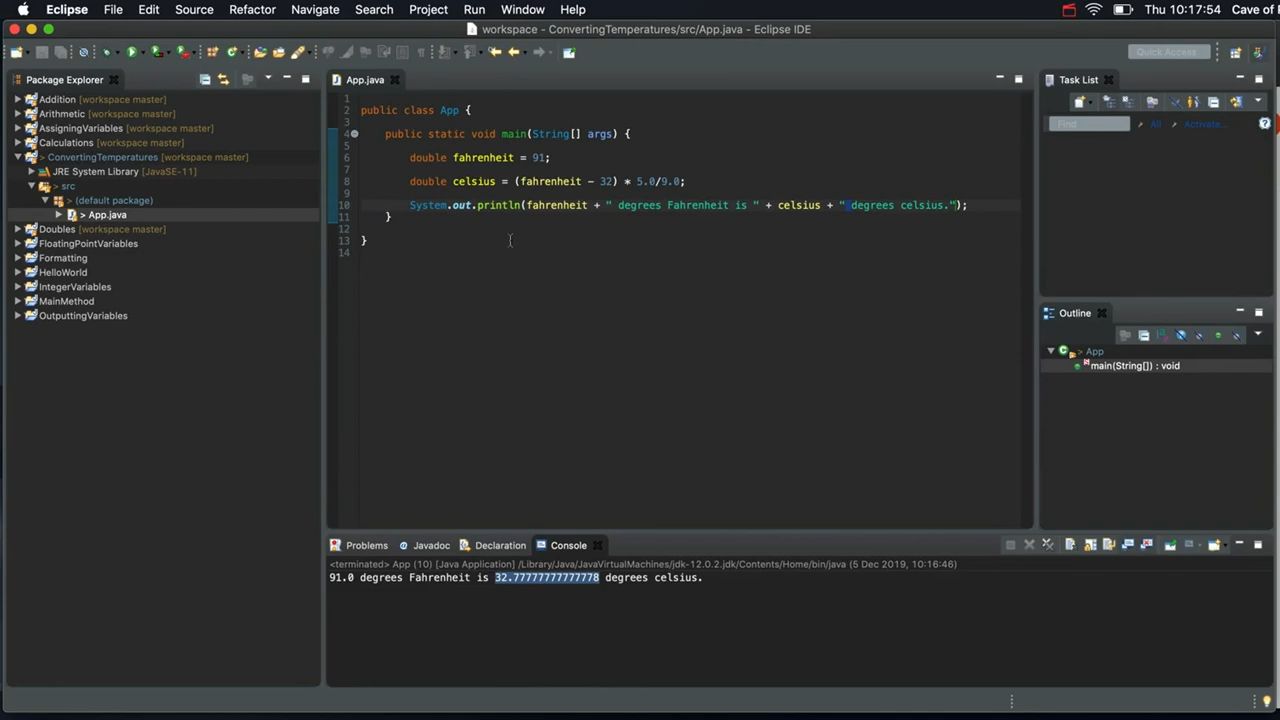 Eclipse File Edit Source Refactor Navigate Search Project Run Window Help Thu 10:17:54 Cave of
workspace - ConvertingTemperatures/src/App.java - Eclipse IDE
Quick Access
Package Explorer
Addition [workspace master]
Arithmetic [workspace master]
AssigningVariables [workspace master]
Calculations [workspace master]
> ConvertingTemperatures [workspace master]
JRE System Library [JavaSE-11]
> src
> (default package)
> App.java
Doubles [workspace master]
FloatingPointVariables
Formatting
HelloWorld
IntegerVariables
MainMethod
OutputtingVariables
App.java
1
2 public class App {
3
4 public static void main(String[] args) {
5
6 double fahrenheit = 91;
7
8 double celsius = (fahrenheit - 32) * 5.0/9.0;
9
10 System.out.println(fahrenheit + " degrees Fahrenheit is " + celsius + " degrees celsius.");
11 }
12
13 }
14
Task List
Find All Activate...
Outline
> App
main(String[]) : void
Problems Javadoc Declaration Console
<terminated> App (10) [Java Application] /Library/Java/JavaVirtualMachines/jdk-12.0.2.jdk/Contents/Home/bin/java (5 Dec 2019, 10:16:46)
91.0 degrees Fahrenheit is 32.77777777777778 degrees celsius.